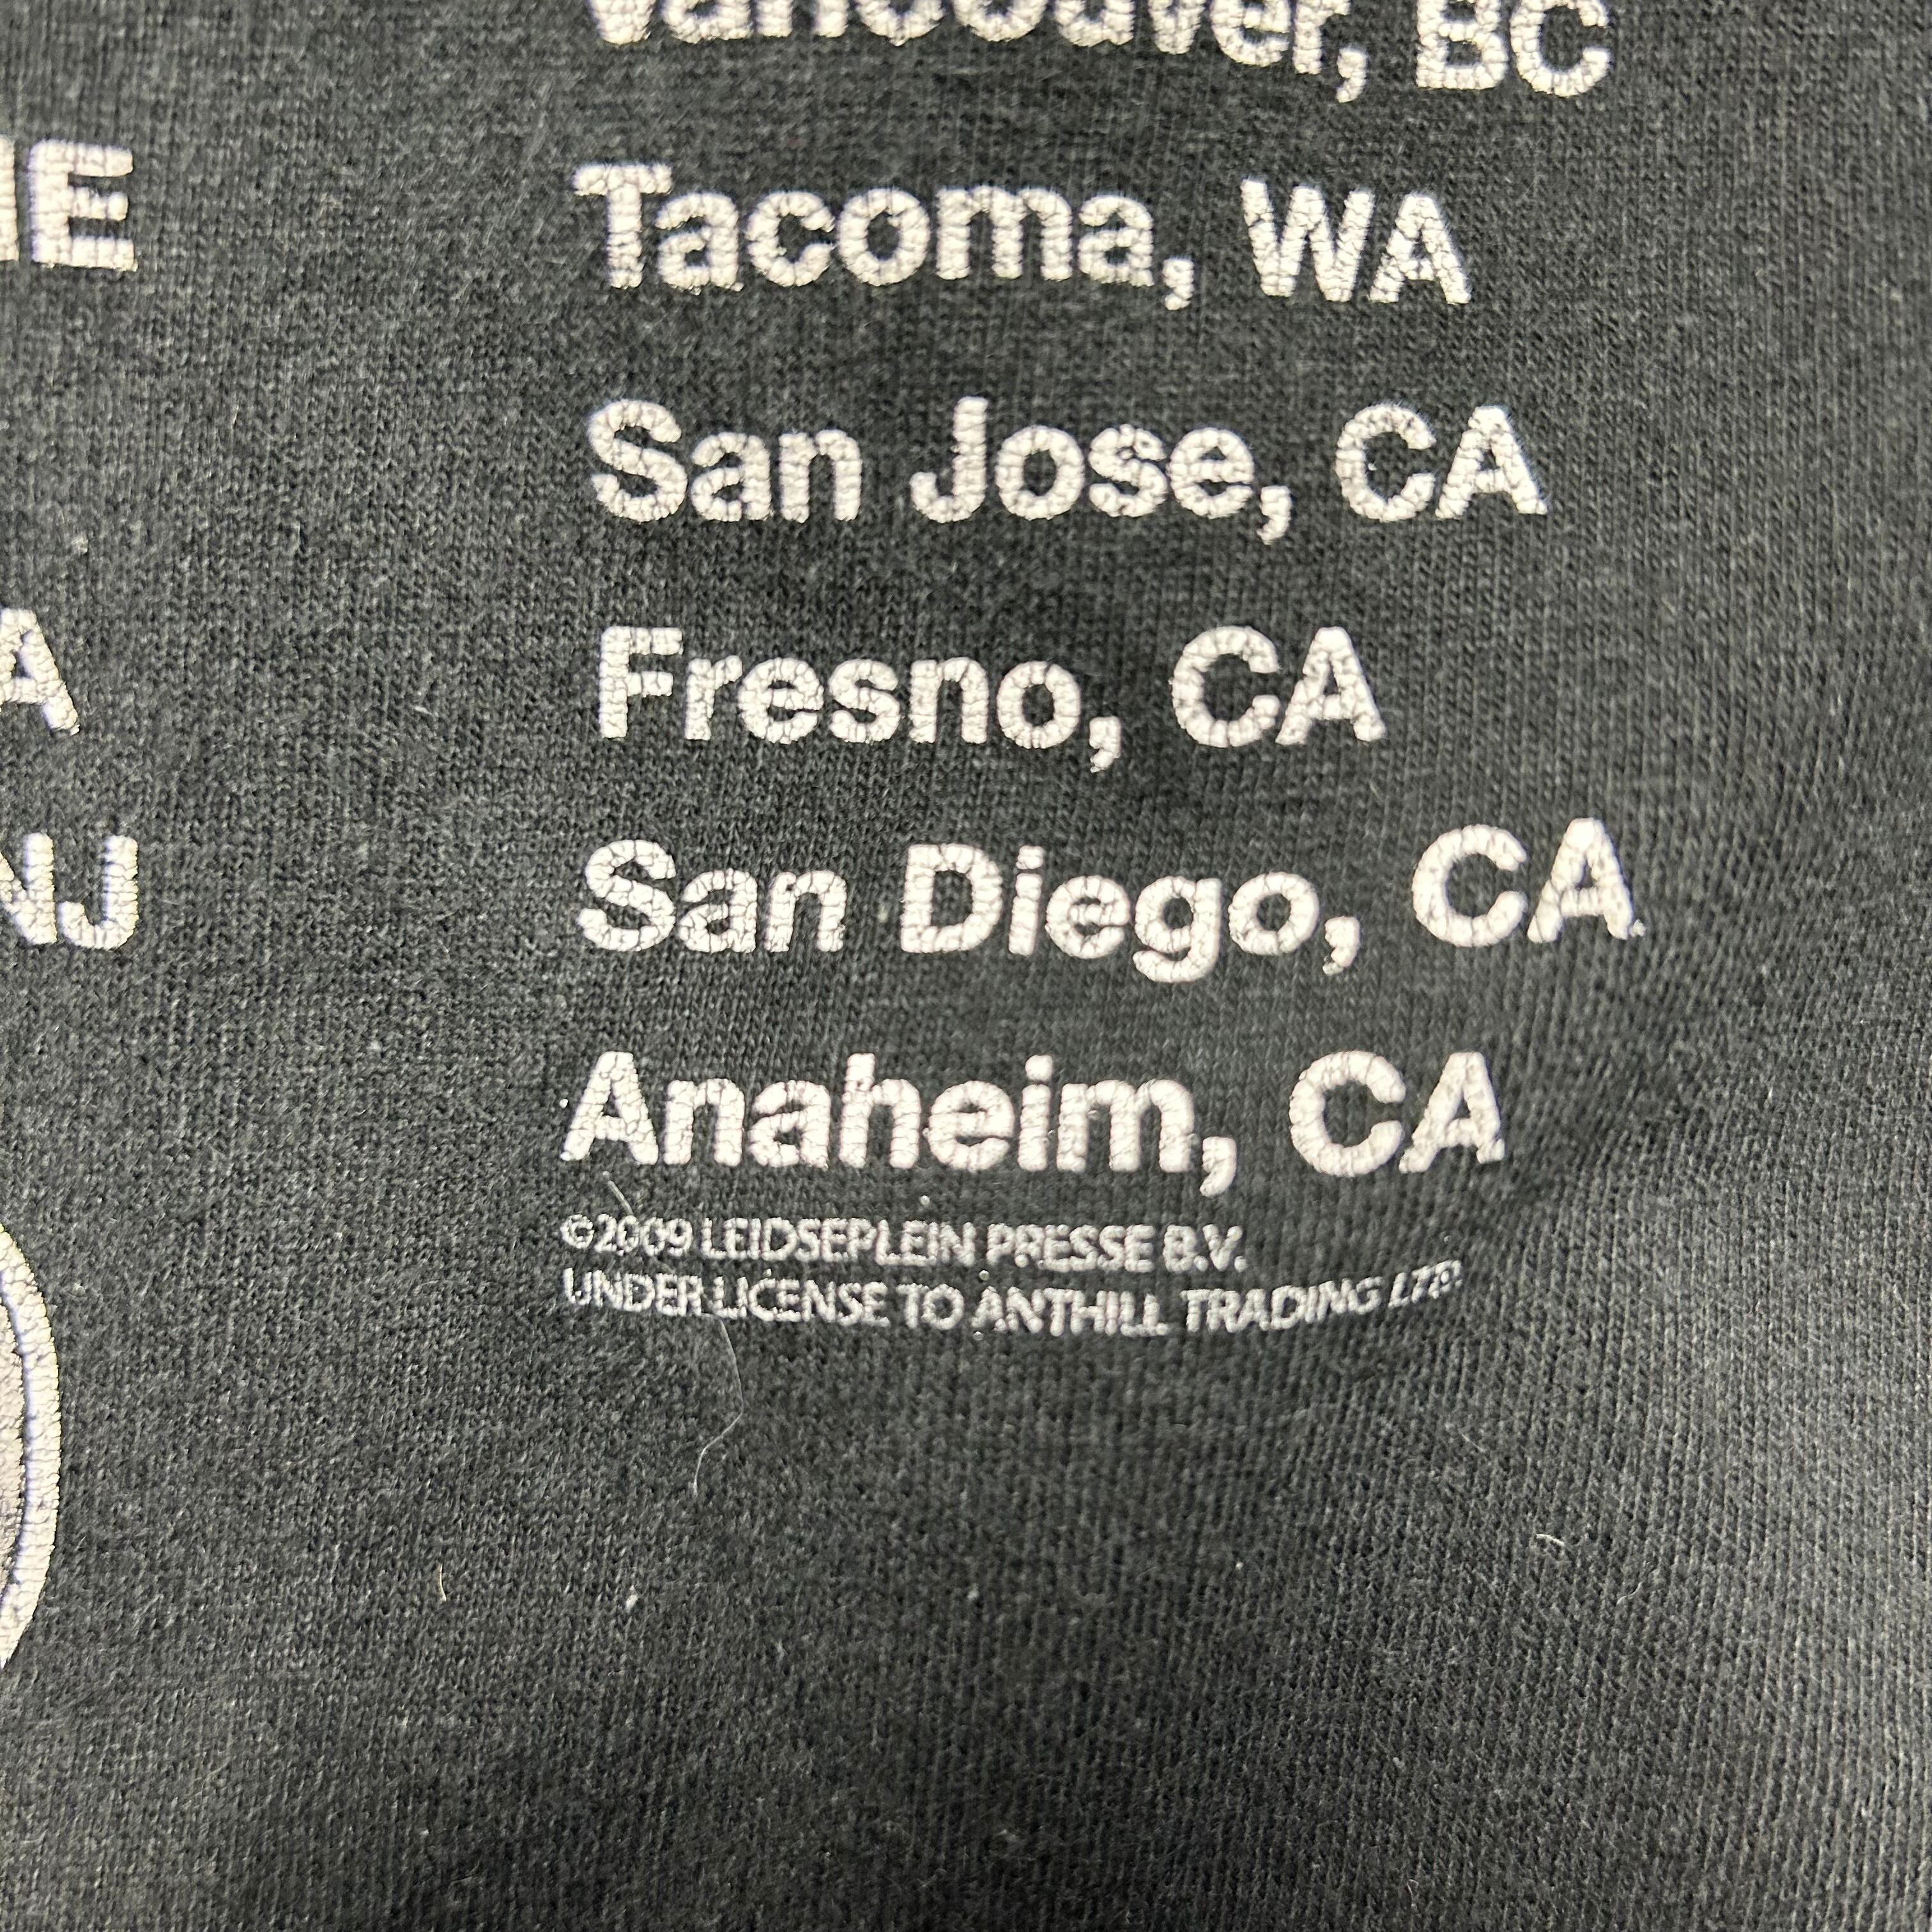 Vancouver, BC
Tacoma, WA
San Jose, CA
Fresno, CA
San Diego, CA
Anaheim, CA
©2009 LEIDSEPLEIN PRESSE B.V.
UNDER LICENSE TO ANTHILL TRADING LTD.
NJ